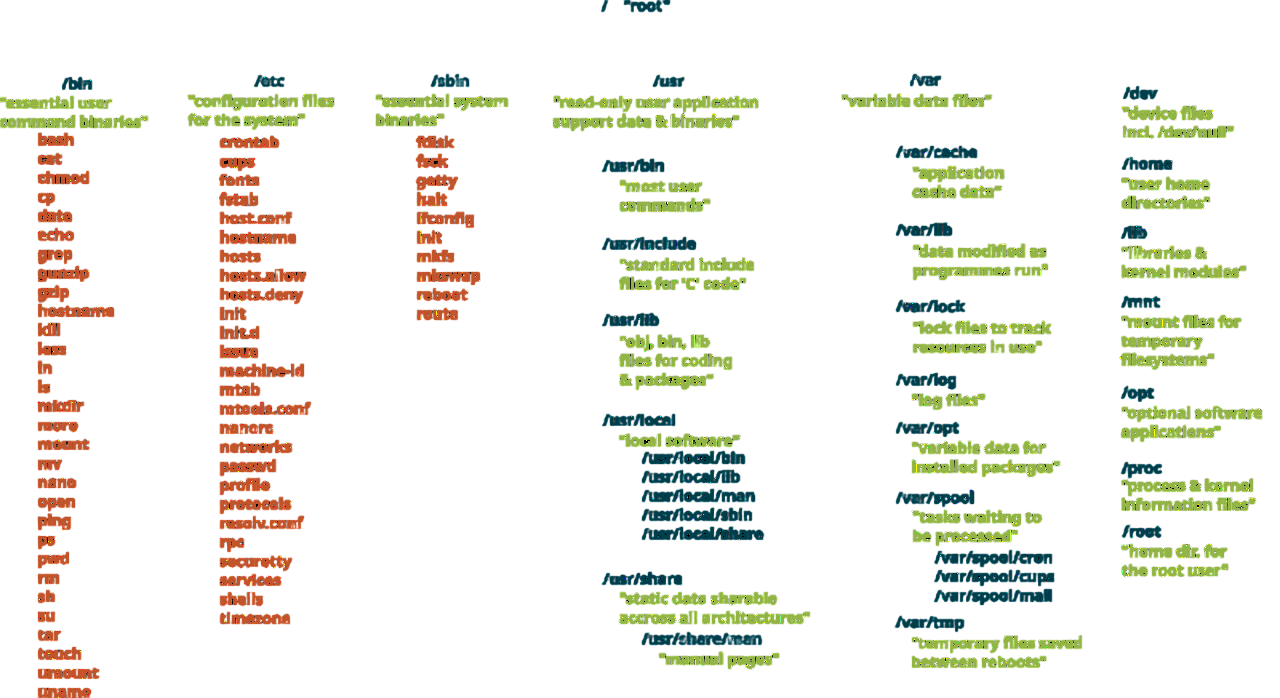 / "root"
/bin
"essential user
command binaries"
bash
cat
chmod
cp
date
echo
grep
gunzip
gzip
hostname
kill
less
ln
ls
mkdir
more
mount
mv
nano
open
ping
ps
pwd
rm
sh
su
tar
touch
umount
uname
/etc
"configuration files
for the system"
crontab
cups
fonts
fstab
host.conf
hostname
hosts
hosts.allow
hosts.deny
init
init.d
issue
machine-id
mtab
mtools.conf
nanorc
networks
passwd
profile
protocols
resolv.conf
rpc
securetty
services
shells
timezone
/sbin
"essential system
binaries"
fdisk
fsck
getty
halt
ifconfig
init
mkfs
mkswap
reboot
route
/usr
"read-only user application
support data & binaries"
/usr/bin
"most user
commands"
/usr/include
"standard include
files for 'C' code"
/usr/lib
"obj, bin, lib
files for coding
& packages"
/usr/local
"local software"
/usr/local/bin
/usr/local/lib
/usr/local/man
/usr/local/sbin
/usr/local/share
/usr/share
"static data sharable
accross all architectures"
/usr/share/man
"manual pages"
/var
"variable data files"
/var/cache
"application
cache data"
/var/lib
"data modified as
programmes run"
/var/lock
"lock files to track
resources in use"
/var/log
"log files"
/var/opt
"variable data for
installed packages"
/var/spool
"tasks waiting to
be processed"
/var/spool/cron
/var/spool/cups
/var/spool/mail
/var/tmp
"temporary files saved
between reboots"
/dev
"device files
incl. /dev/null"
/home
"user home
directories"
/lib
"libraries &
kernel modules"
/mnt
"mount files for
temporary
filesystems"
/opt
"optional software
applications"
/proc
"process & kernel
information files"
/root
"home dir. for
the root user"